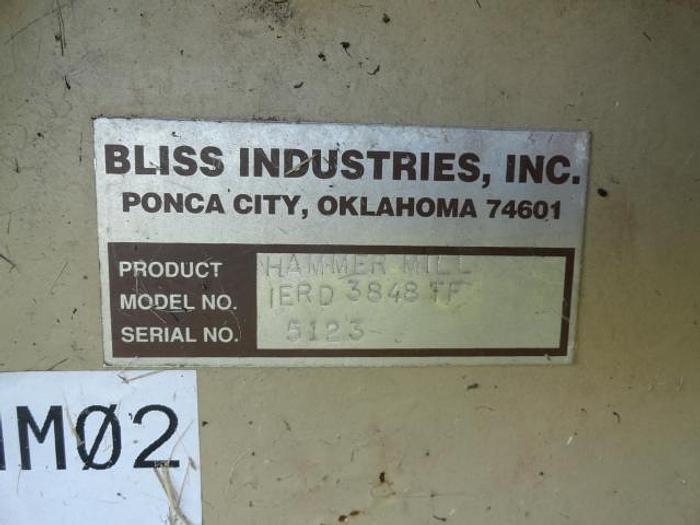 BLISS INDUSTRIES, INC.
PONCA CITY, OKLAHOMA 74601
PRODUCT HAMMER MILL
MODEL NO. IERD 3848 TF
SERIAL NO. 5123
MØ2